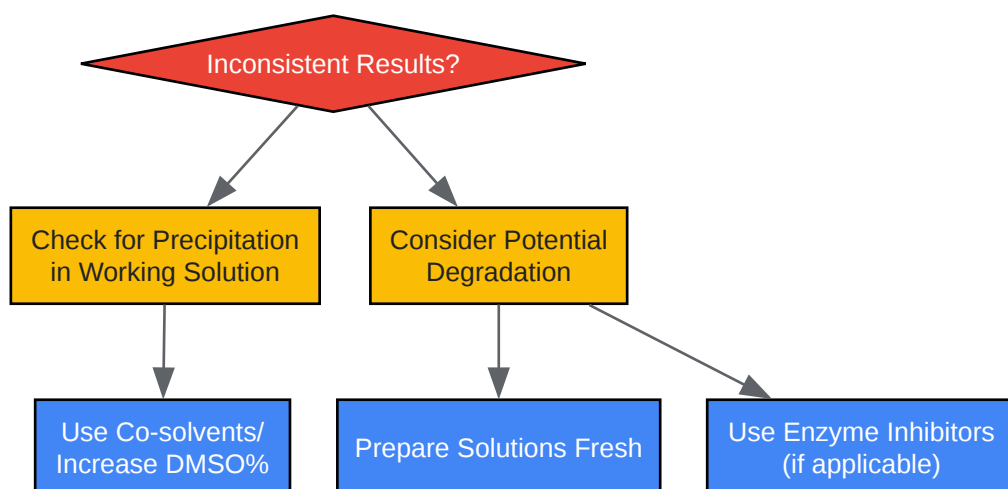 Inconsistent Results?
Check for Precipitation
in Working Solution
Consider Potential
Degradation
Use Co-solvents/
Increase DMSO%
Prepare Solutions Fresh
Use Enzyme Inhibitors
(if applicable)